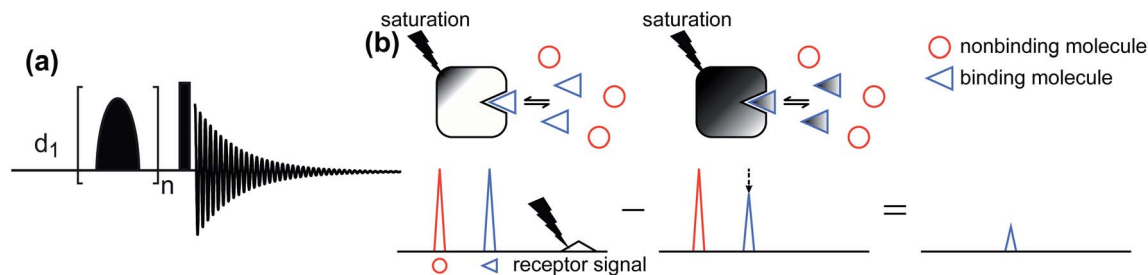 (a)
d1
n
(b)
saturation
saturation
nonbinding molecule
binding molecule
receptor signal